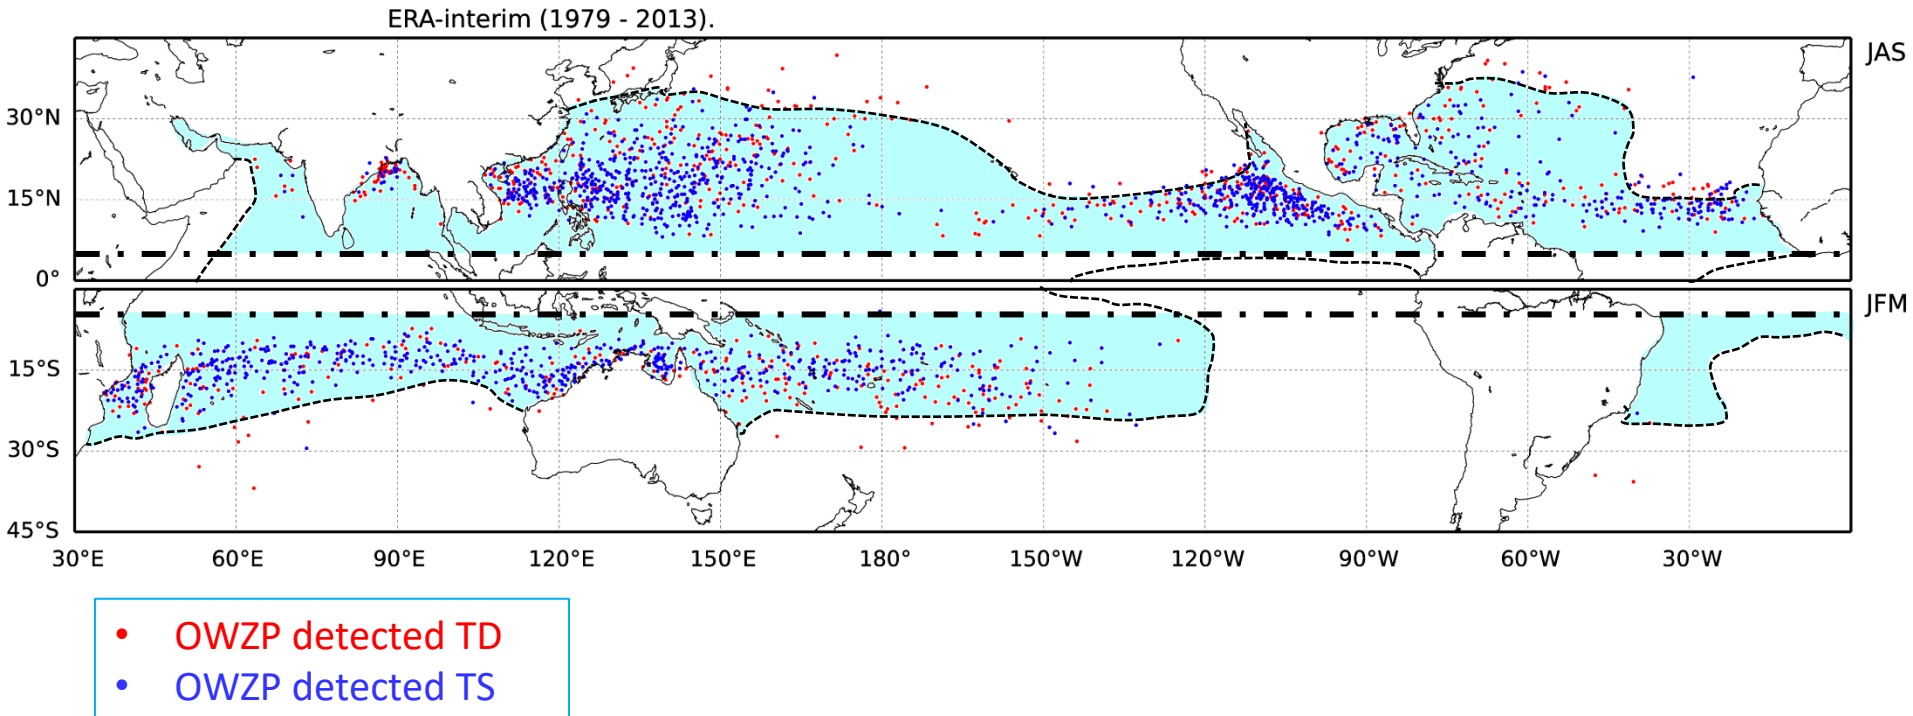 ERA-interim (1979 - 2013).
JAS
30°N
15°N
0°
JFM
15°S
30°S
45°S
30°E 60°E 90°E 120°E 150°E 180° 150°W 120°W 90°W 60°W 30°W
• OWZP detected TD
• OWZP detected TS